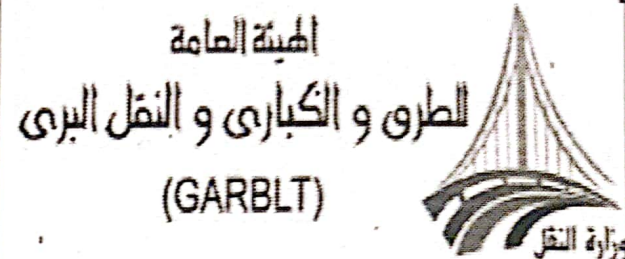 الهيئة العامة
للطرق و الكبارى و النقل البرى
(GARBLT)
وزارة النقل